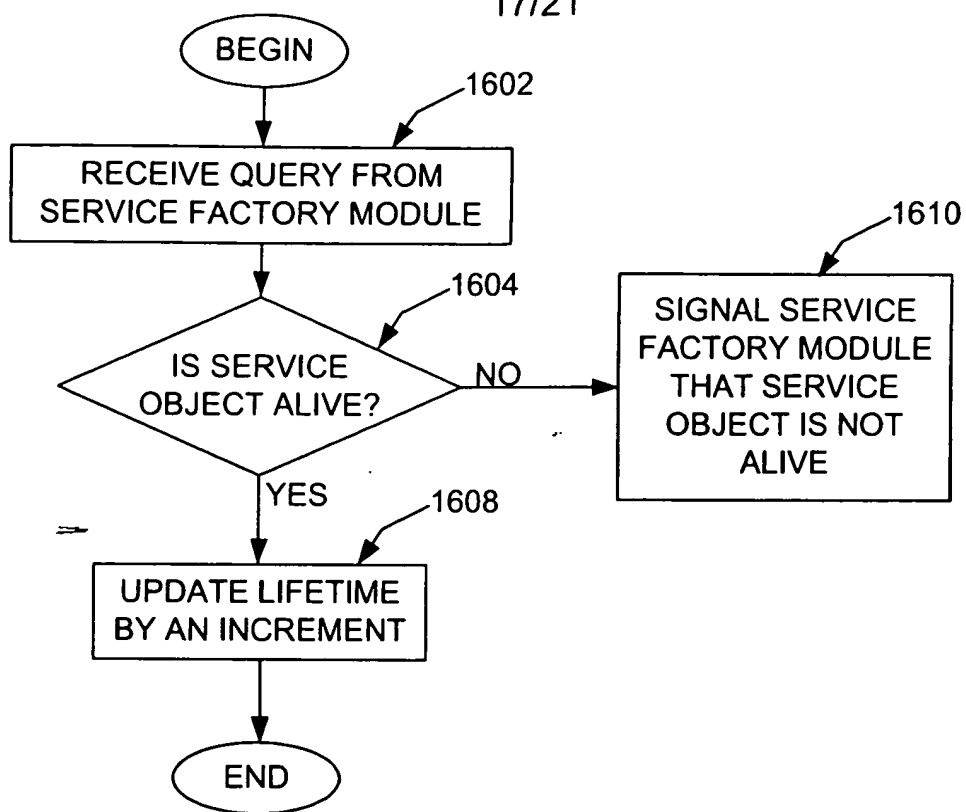 17/21
BEGIN
1602
RECEIVE QUERY FROM
SERVICE FACTORY MODULE
1604
IS SERVICE
OBJECT ALIVE?
NO
1610
SIGNAL SERVICE
FACTORY MODULE
THAT SERVICE
OBJECT IS NOT
ALIVE
YES
1608
UPDATE LIFETIME
BY AN INCREMENT
END